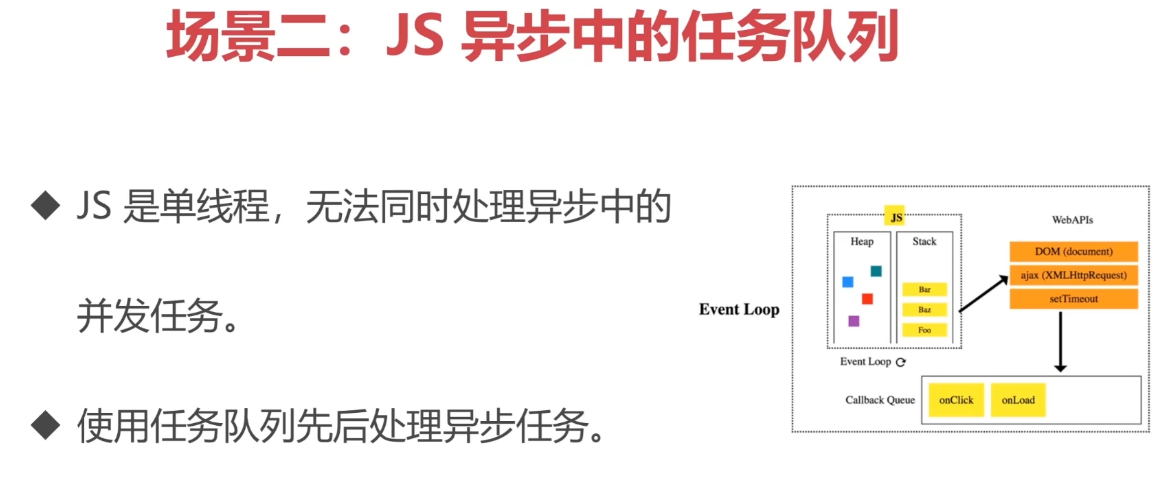 场景二：JS 异步中的任务队列
◆ JS 是单线程，无法同时处理异步中的
并发任务。
◆ 使用任务队列先后处理异步任务。
Event Loop
JS
Heap
Stack
Bar
Baz
Foo
Event Loop
WebAPIs
DOM (document)
ajax (XMLHttpRequest)
setTimeout
Callback Queue
onClick
onLoad